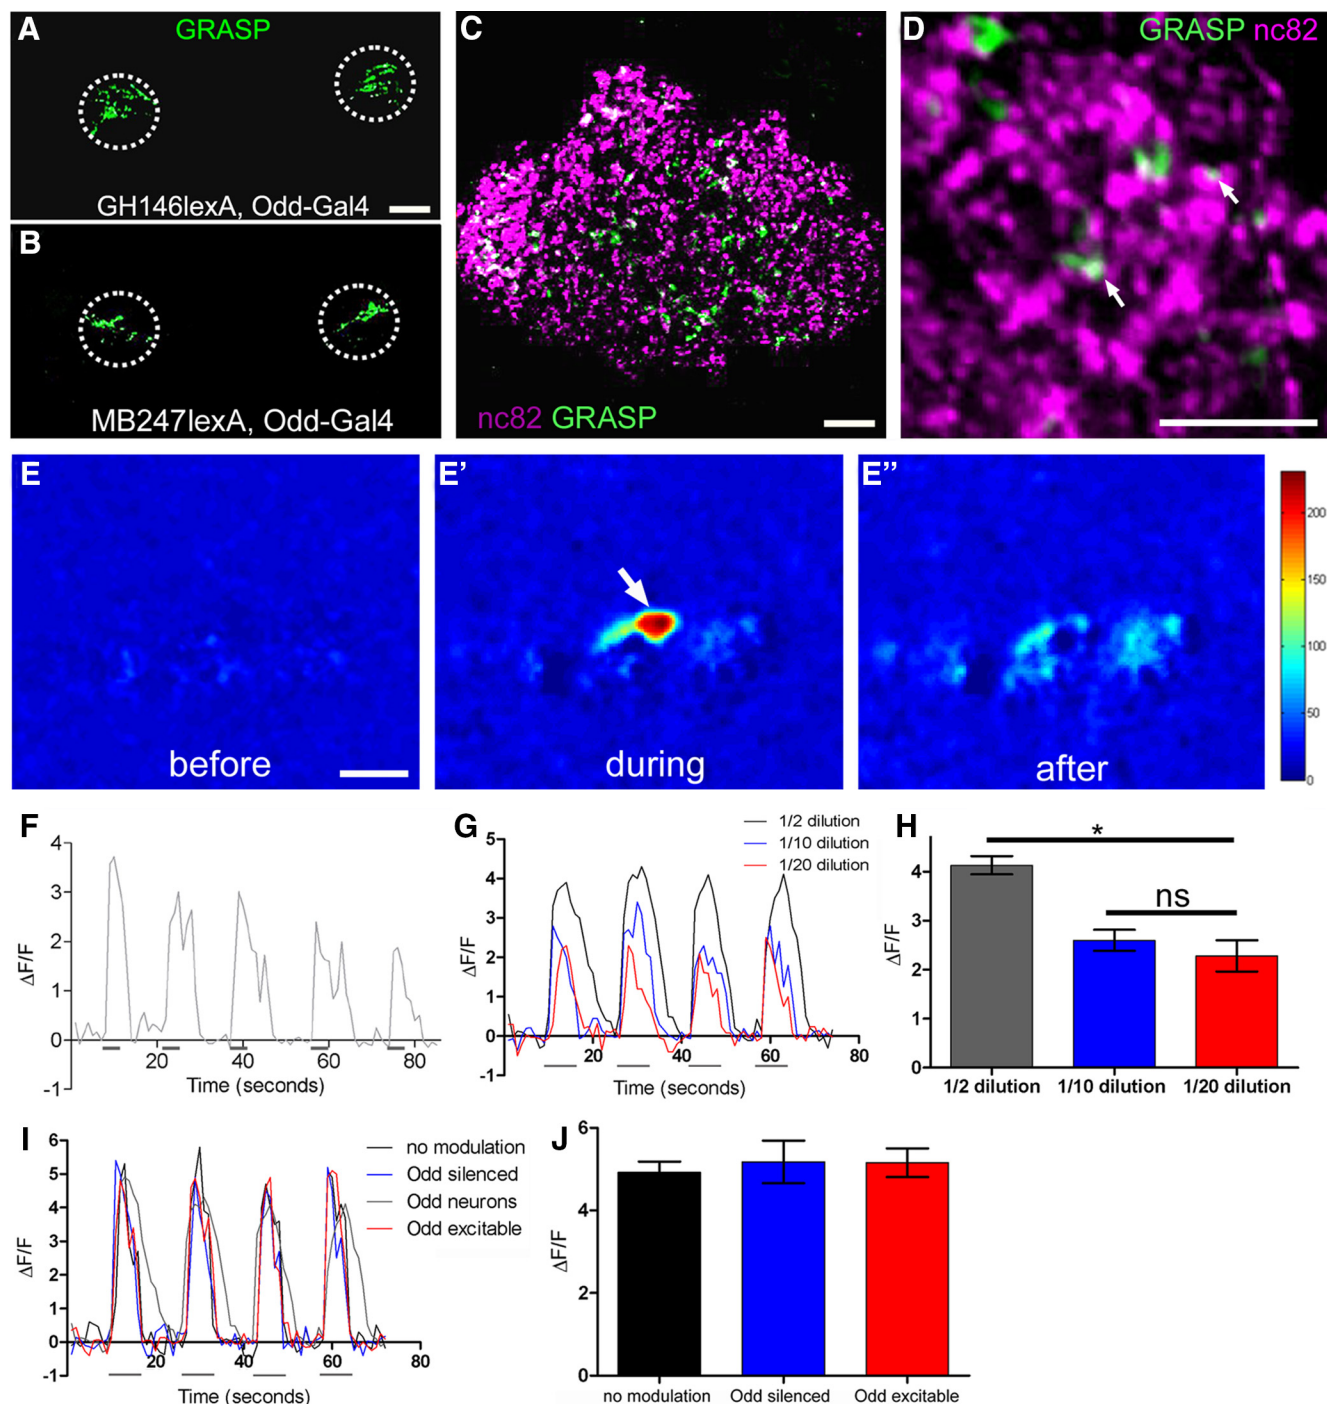 A
GRASP
GH146lexA, Odd-Gal4
B
MB247lexA, Odd-Gal4
C
nc82 GRASP
D
GRASP nc82
E
before
E’
during
E”
after
200
150
100
50
0
F
ΔF/F
4
3
2
1
0
-1
20
40
60
80
Time (seconds)
G
1/2 dilution
1/10 dilution
1/20 dilution
ΔF/F
5
4
3
2
1
0
-1
20
40
60
80
Time (seconds)
H
*
ns
ΔF/F
4
3
2
1
0
1/2 dilution
1/10 dilution
1/20 dilution
I
no modulation
Odd silenced
Odd neurons
Odd excitable
ΔF/F
6
5
4
3
2
1
0
-1
20
40
60
80
Time (seconds)
J
ΔF/F
6
4
2
0
no modulation
Odd silenced
Odd excitable